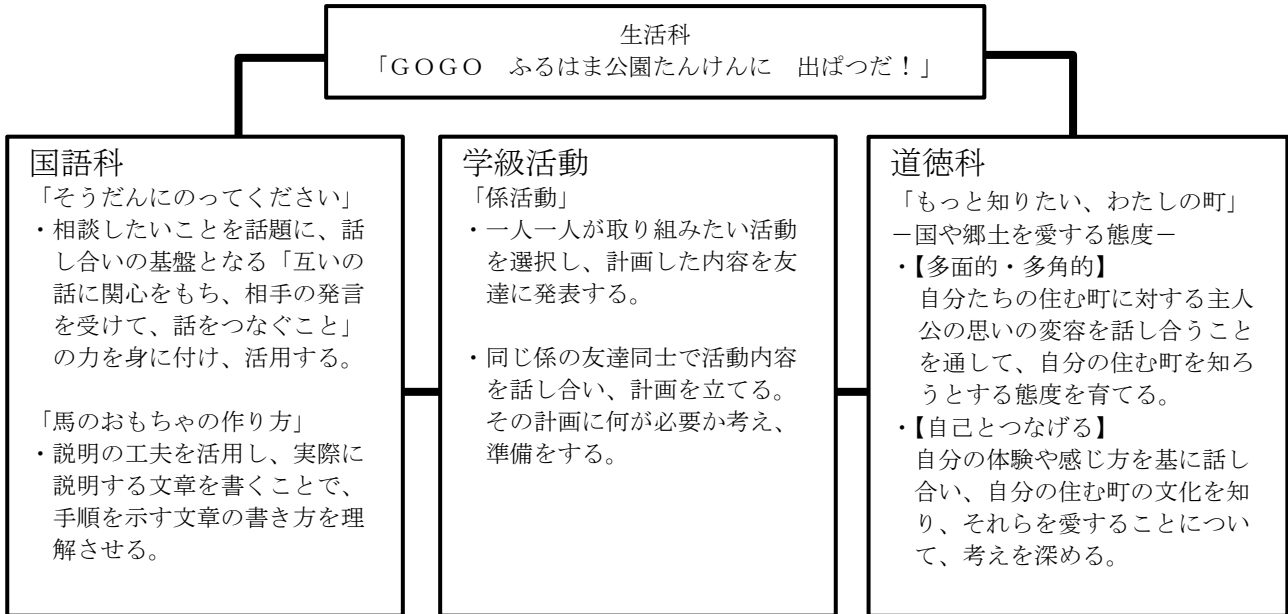 生活科
「GOGO　ふるはま公園たんけんに　出ぱつだ！」
国語科
「そうだんにのってください」
・相談したいことを話題に、話
し合いの基盤となる「互いの
話に関心をもち、相手の発言
を受けて、話をつなぐこと」
の力を身に付け、活用する。
「馬のおもちゃの作り方」
・説明の工夫を活用し、実際に
説明する文章を書くことで、
手順を示す文章の書き方を理
解させる。
学級活動
「係活動」
・一人一人が取り組みたい活動
を選択し、計画した内容を友
達に発表する。
・同じ係の友達同士で活動内容
を話し合い、計画を立てる。
その計画に何が必要か考え、
準備をする。
道徳科
「もっと知りたい、わたしの町」
－国や郷土を愛する態度－
・【多面的・多角的】
自分たちの住む町に対する主人
公の思いの変容を話し合うこと
を通して、自分の住む町を知ろ
うとする態度を育てる。
・【自己とつなげる】
自分の体験や感じ方を基に話し
合い、自分の住む町の文化を知
り、それらを愛することについ
て、考えを深める。